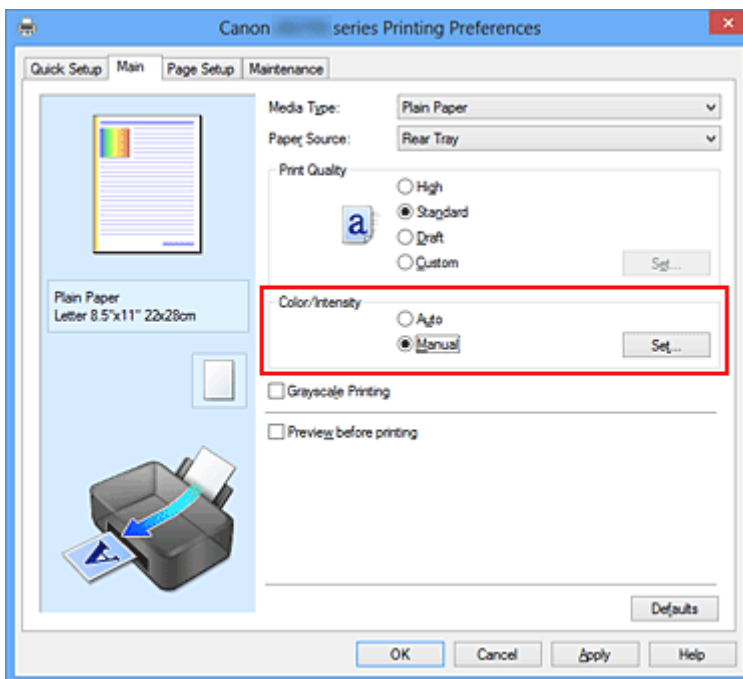 Canon series Printing Preferences
Quick Setup Main Page Setup Maintenance
Media Type: Plain Paper
Paper Source: Rear Tray
Print Quality
High
a Standard
Draft
Custom Set...
Plain Paper
Letter 8.5"x11" 22x28cm
Color/Intensity
Auto
Manual Set...
Grayscale Printing
Preview before printing
A
Defaults
OK Cancel Apply Help